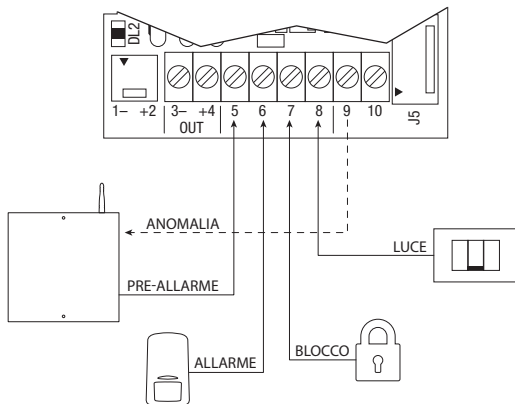 DL2
1– +2 3– +4 5 6 7 8 9 10
OUT
J5
ANOMALIA
LUCE
PRE-ALLARME
ALLARME
BLOCCO